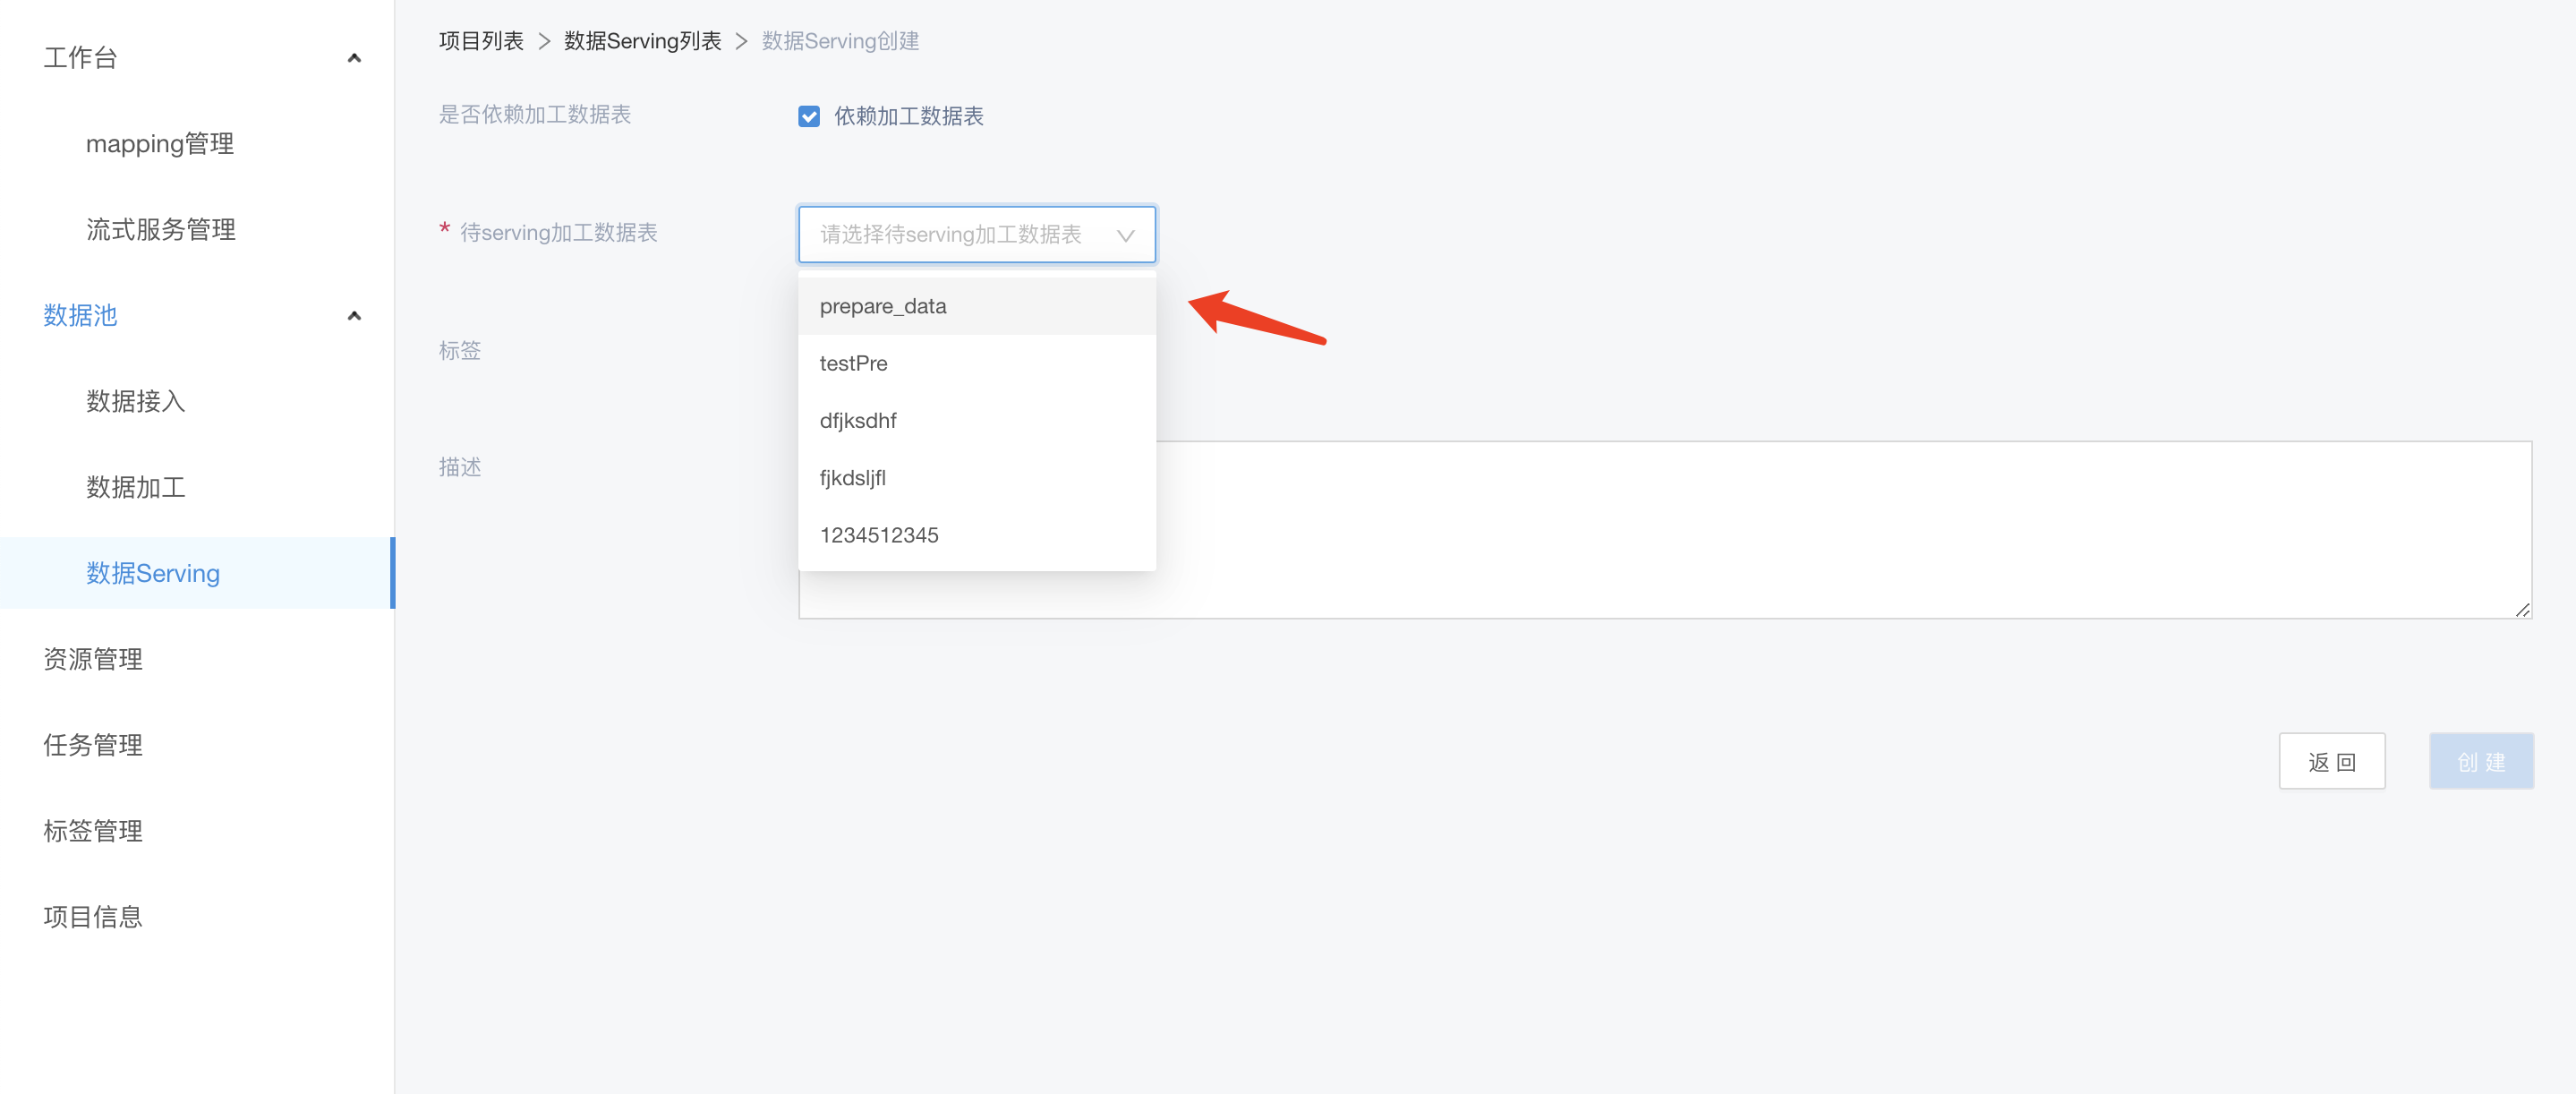 工作台
mapping管理
流式服务管理
数据池
数据接入
数据加工
数据Serving
资源管理
任务管理
标签管理
项目信息
项目列表 > 数据Serving列表 > 数据Serving创建
是否依赖加工数据表
依赖加工数据表
* 待serving加工数据表
请选择待serving加工数据表
prepare_data
testPre
dfjksdhf
fjkdsljfl
1234512345
标签
描述
返 回
创 建